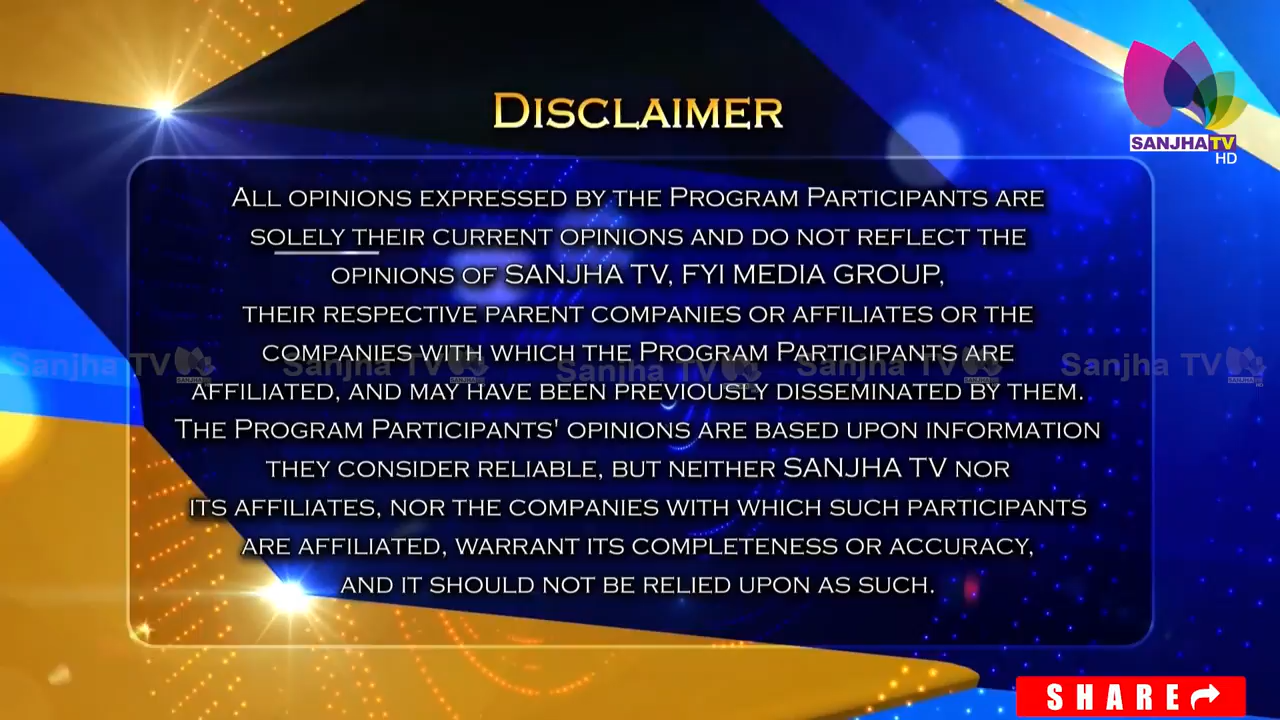 DISCLAIMER
SANJHA TV
HD
ALL OPINIONS EXPRESSED BY THE PROGRAM PARTICIPANTS ARE
SOLELY THEIR CURRENT OPINIONS AND DO NOT REFLECT THE
OPINIONS OF SANJHA TV, FYI MEDIA GROUP,
THEIR RESPECTIVE PARENT COMPANIES OR AFFILIATES OR THE
COMPANIES WITH WHICH THE PROGRAM PARTICIPANTS ARE
Sanjha TV Sanjha TV Sanjha TV Sanjha TV Sanjha TV
AFFILIATED, AND MAY HAVE BEEN PREVIOUSLY DISSEMINATED BY THEM.
THE PROGRAM PARTICIPANTS' OPINIONS ARE BASED UPON INFORMATION
THEY CONSIDER RELIABLE, BUT NEITHER SANJHA TV NOR
ITS AFFILIATES, NOR THE COMPANIES WITH WHICH SUCH PARTICIPANTS
ARE AFFILIATED, WARRANT ITS COMPLETENESS OR ACCURACY,
AND IT SHOULD NOT BE RELIED UPON AS SUCH.
SHARE